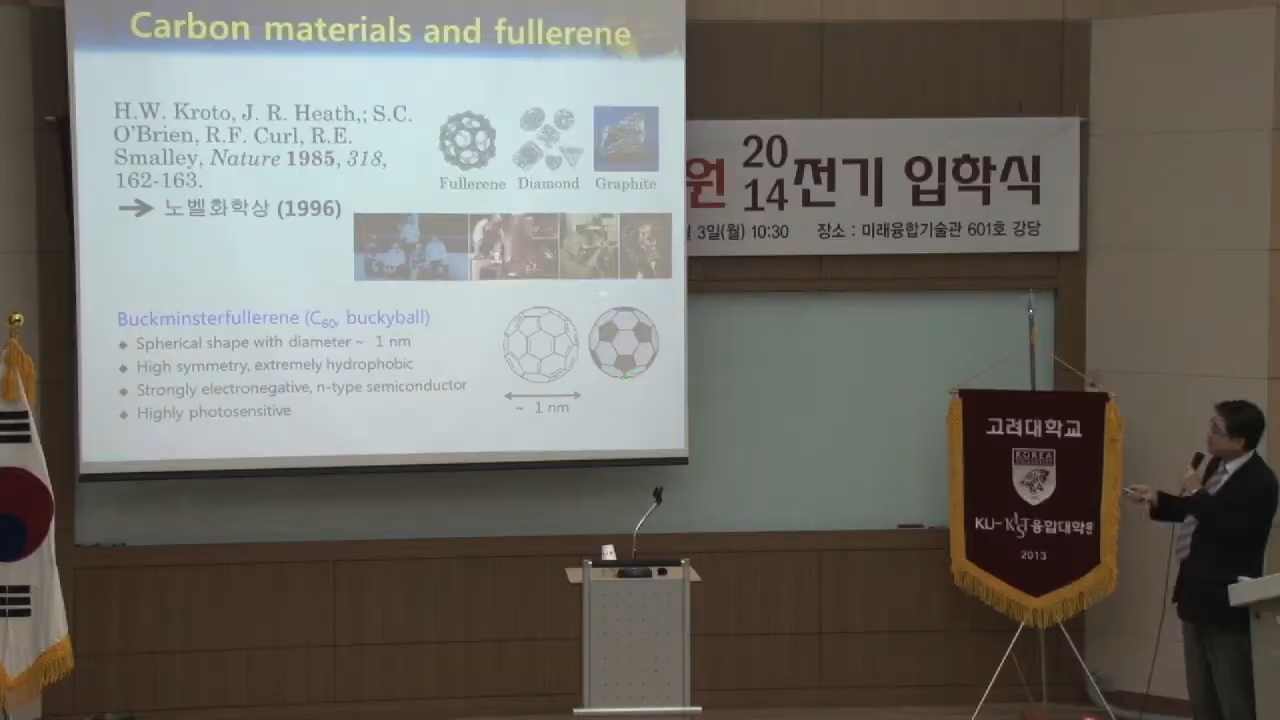 Carbon materials and fullerene
H.W. Kroto, J. R. Heath,; S.C.
O'Brien, R.F. Curl, R.E.
Smalley, Nature 1985, 318,
162-163.
→ 노벨화학상 (1996)
Fullerene Diamond Graphite
Buckminsterfullerene (C60, buckyball)
◆ Spherical shape with diameter ~ 1 nm
◆ High symmetry, extremely hydrophobic
◆ Strongly electronegative, n-type semiconductor
◆ Highly photosensitive
~ 1 nm
원 2014 전기 입학식
3일(월) 10:30 장소 : 미래융합기술관 601호 강당
고려대학교
KOREA
KU-KIST융합대학원
2013